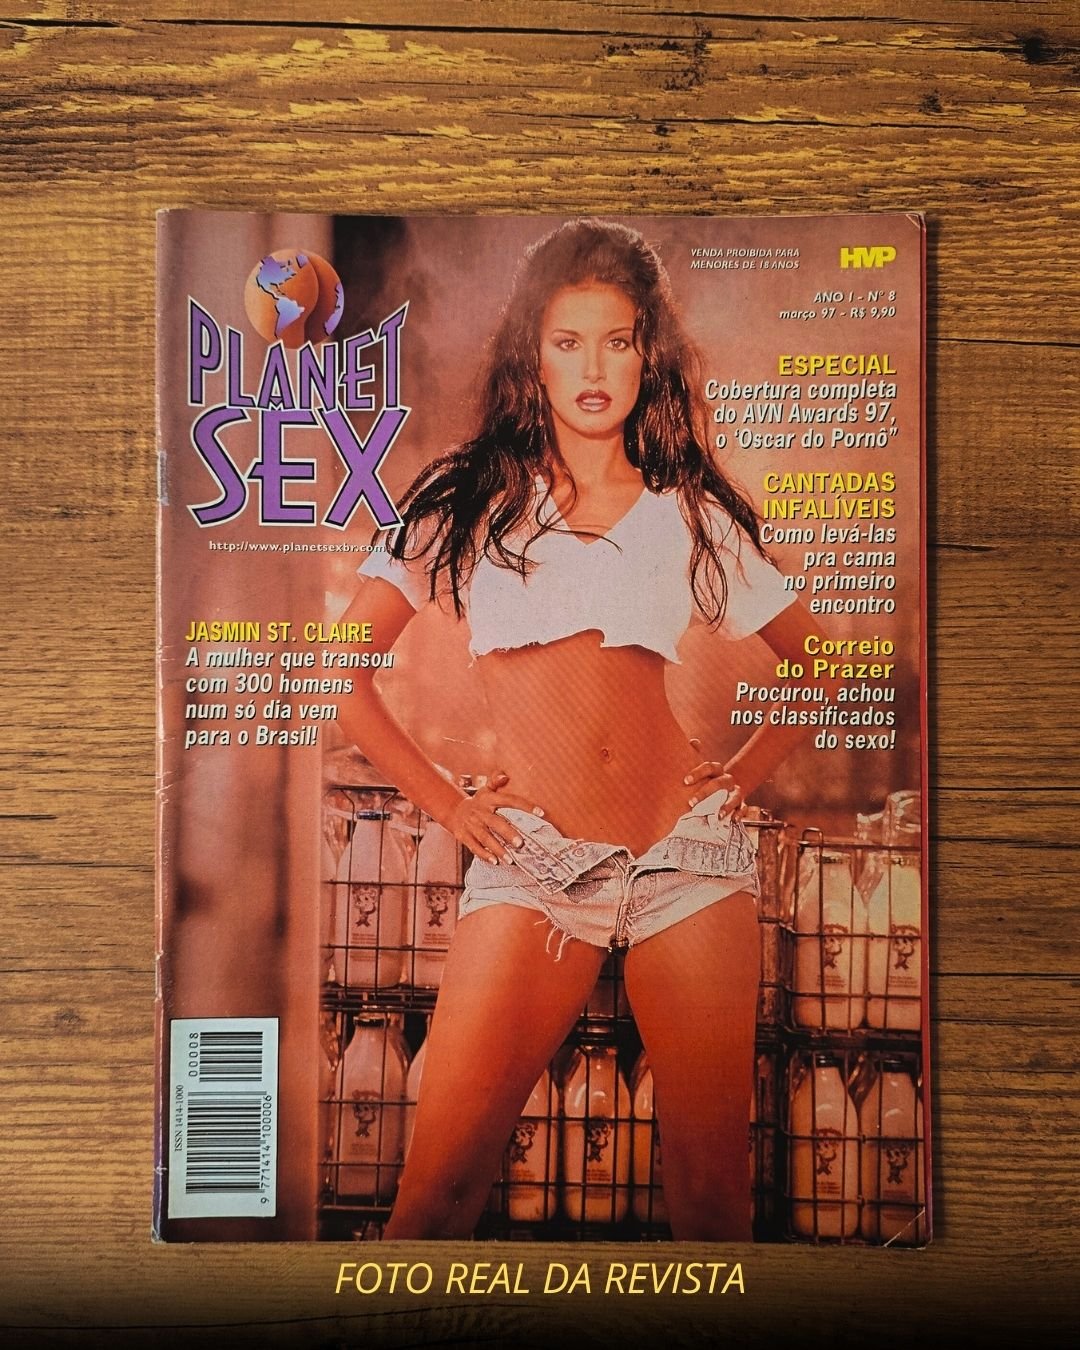 VENDA PROIBIDA PARA
MENORES DE 18 ANOS
HMP
ANO I - Nº 8
março 97 - R$ 9,90
PLANET
SEX
http://www.planetsexbr.com
ESPECIAL
Cobertura completa
do AVN Awards 97,
o ‘Oscar do Pornô”
CANTADAS
INFALÍVEIS
Como levá-las
pra cama
no primeiro
encontro
JASMIN ST. CLAIRE
A mulher que transou
com 300 homens
num só dia vem
para o Brasil!
Correio
do Prazer
Procurou, achou
nos classificados
do sexo!
00008
ISSN 1414-1000
9 771414 100006
FOTO REAL DA REVISTA